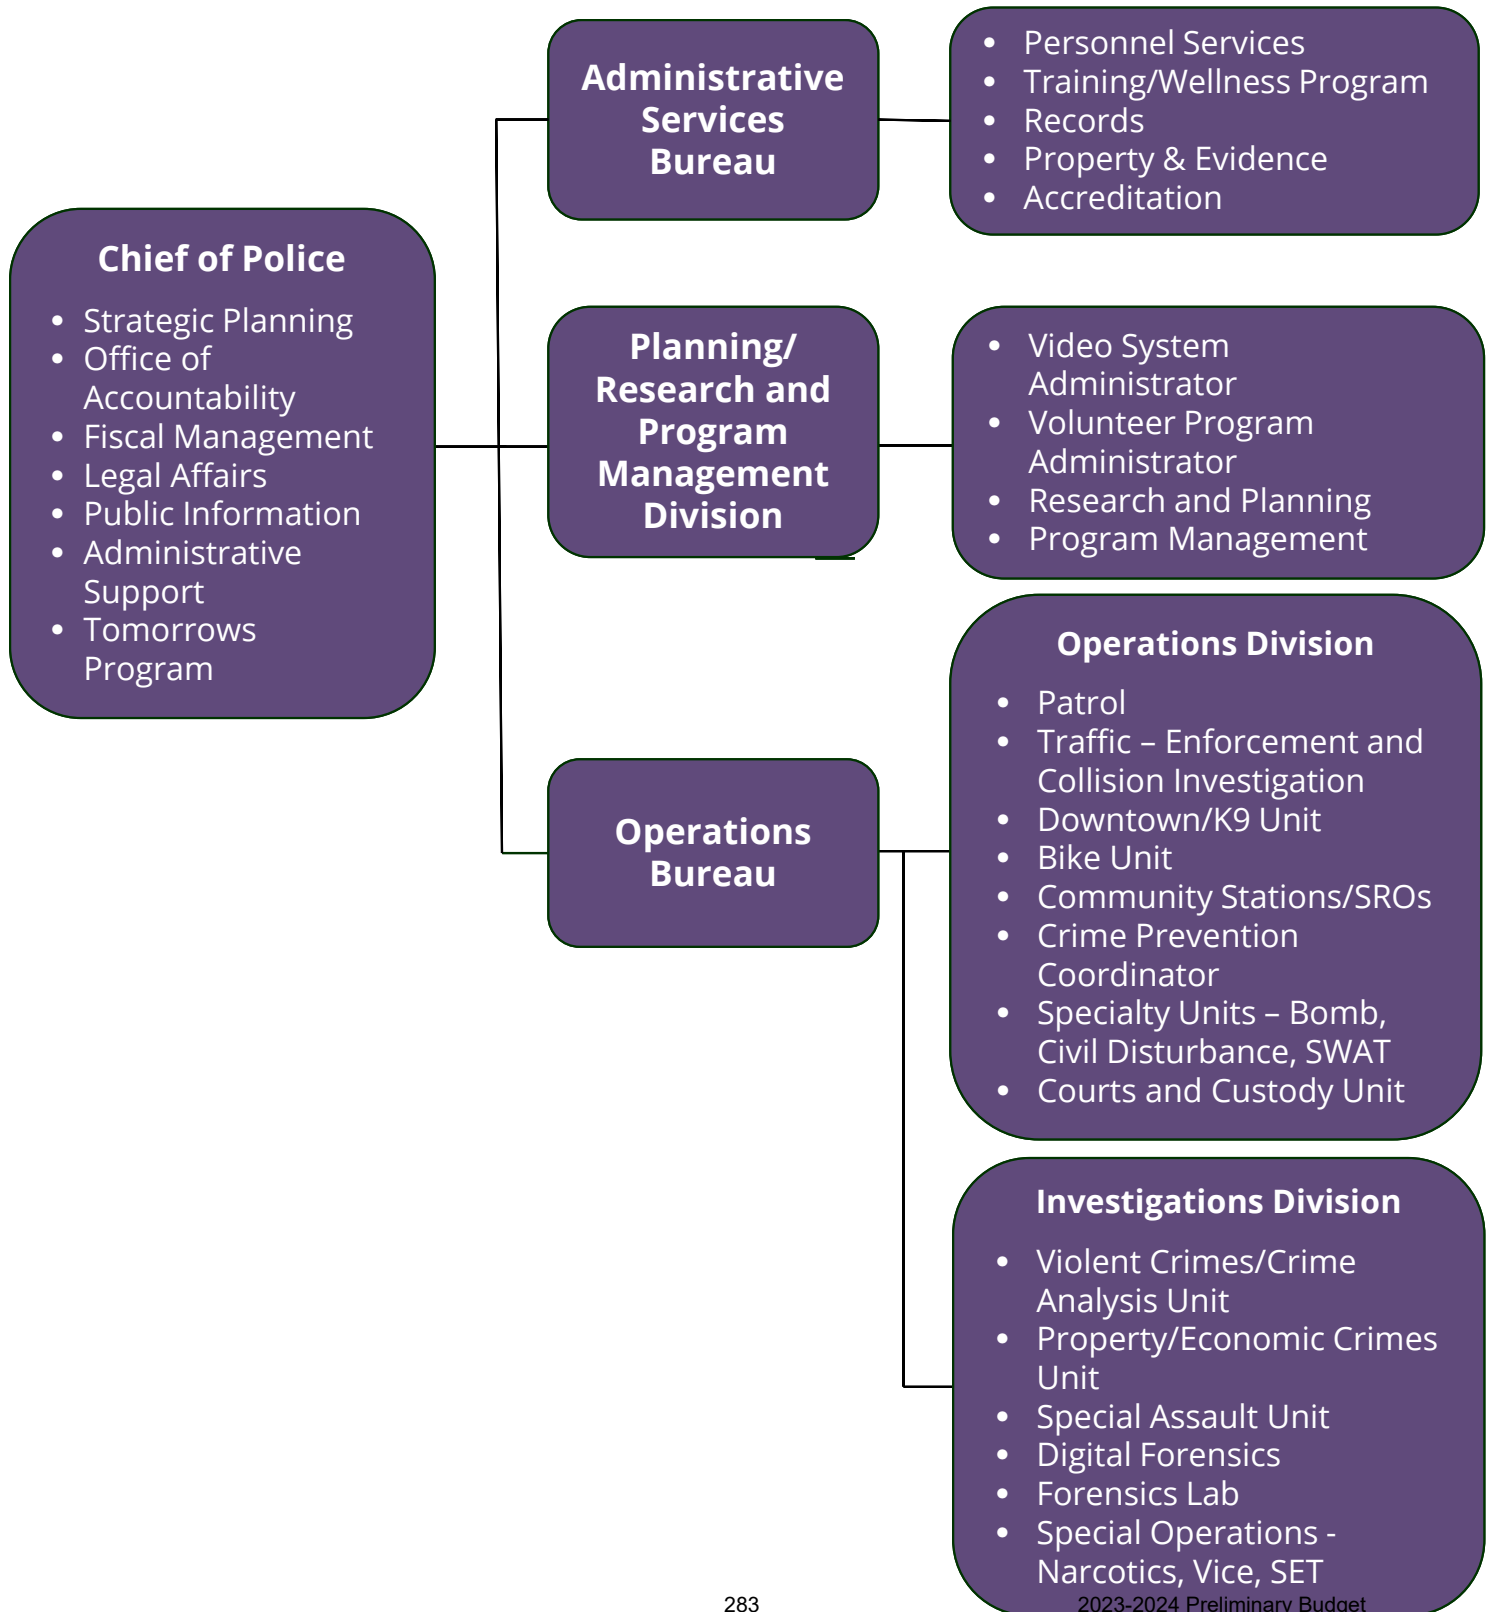 Administrative
Services
Bureau
• Personnel Services
• Training/Wellness Program
• Records
• Property & Evidence
• Accreditation
Chief of Police
• Strategic Planning
• Office of
Accountability
• Fiscal Management
• Legal Affairs
• Public Information
• Administrative
Support
• Tomorrows
Program
Planning/
Research and
Program
Management
Division
• Video System
Administrator
• Volunteer Program
Administrator
• Research and Planning
• Program Management
Operations
Bureau
Operations Division
• Patrol
• Traffic – Enforcement and
Collision Investigation
• Downtown/K9 Unit
• Bike Unit
• Community Stations/SROs
• Crime Prevention
Coordinator
• Specialty Units – Bomb,
Civil Disturbance, SWAT
• Courts and Custody Unit
Investigations Division
• Violent Crimes/Crime
Analysis Unit
• Property/Economic Crimes
Unit
• Special Assault Unit
• Digital Forensics
• Forensics Lab
• Special Operations -
Narcotics, Vice, SET
283
2023-2024 Preliminary Budget